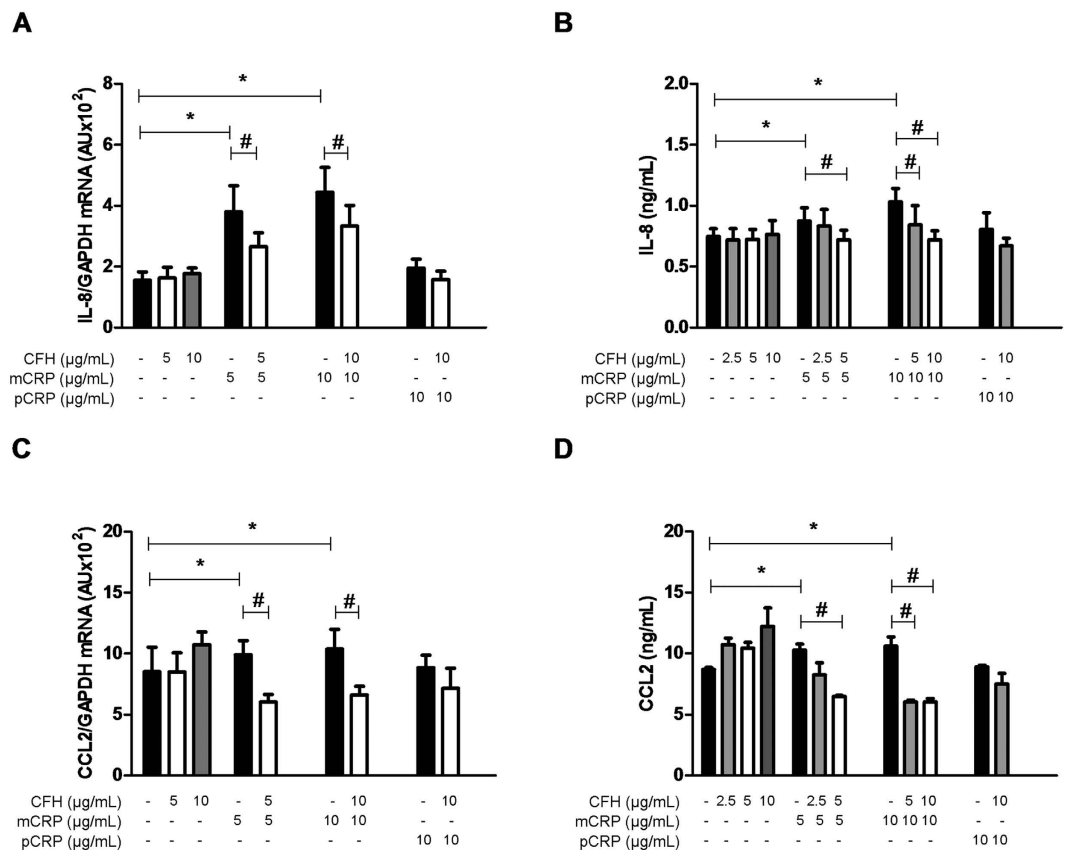 A
IL-8/GAPDH mRNA (AUx10²)
8
6
4
2
0
*
*
#
#
CFH (µg/mL) - 5 10 - 5 - 10 - 10
mCRP (µg/mL) - - - 5 5 10 10 - -
pCRP (µg/mL) - - - - - - - 10 10
B
IL-8 (ng/mL)
2.0
1.5
1.0
0.5
0.0
*
*
#
#
#
CFH (µg/mL) - 2.5 5 10 - 2.5 5 - 5 10 - 10
mCRP (µg/mL) - - - - 5 5 5 10 10 10 - -
pCRP (µg/mL) - - - - - - - - - - 10 10
C
CCL2/GAPDH mRNA (AUx10²)
20
15
10
5
0
*
*
#
#
CFH (µg/mL) - 5 10 - 5 - 10 - 10
mCRP (µg/mL) - - - 5 5 10 10 - -
pCRP (µg/mL) - - - - - - - 10 10
D
CCL2 (ng/mL)
20
15
10
5
0
*
*
#
#
#
CFH (µg/mL) - 2.5 5 10 - 2.5 5 - 5 10 - 10
mCRP (µg/mL) - - - - 5 5 5 10 10 10 - -
pCRP (µg/mL) - - - - - - - - - - 10 10